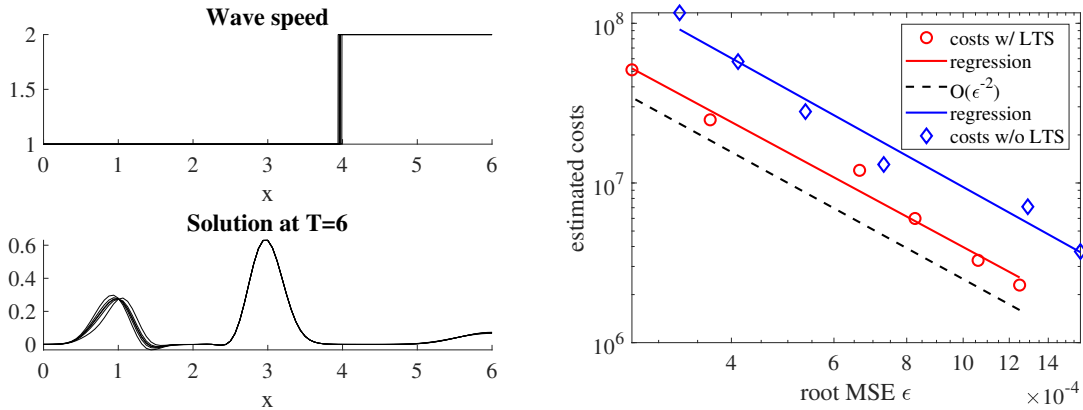 Wave speed
2
1
0 1 2 3 4 5 6
x
Solution at T=6
0.6
0.4
0.2
0
0 1 2 3 4 5 6
x
10^8
10^7
10^6
estimated costs
costs w/ LTS
regression
O(ϵ^-2)
regression
costs w/o LTS
4 6 8 10 12 14
root MSE ϵ
×10^-4